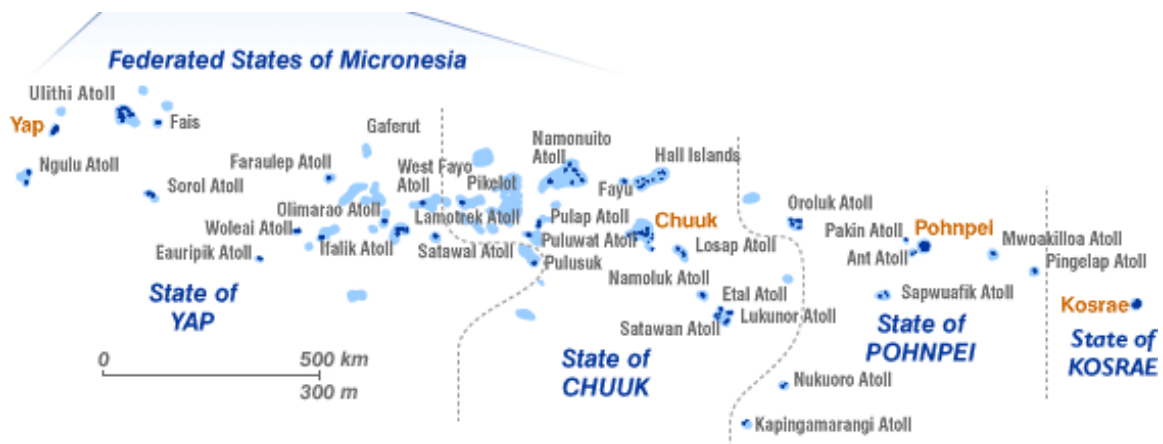 Federated States of Micronesia
Ulithi Atoll
Yap
Fais
Gaferut
Namonuito
Atoll
Hall Islands
Ngulu Atoll
Faraulep Atoll
West Fayo
Atoll
Pikelot
Fayu
Sorol Atoll
Olimarao Atoll
Lamotrek Atoll
Pulap Atoll
Chuuk
Oroluk Atoll
Woleai Atoll
Ifalik Atoll
Satawal Atoll
Puluwat Atoll
Losap Atoll
Pakin Atoll
Pohnpei
Mwoakilloa Atoll
Eauripik Atoll
Pulusuk
Ant Atoll
Pingelap Atoll
Namoluk Atoll
Etal Atoll
Sapwuafik Atoll
Kosrae
State of
YAP
Satawan Atoll
Lukunor Atoll
State of
POHNPEI
State of
KOSRAE
0
500 km
300 m
State of
CHUUK
Nukuoro Atoll
Kapingamarangi Atoll